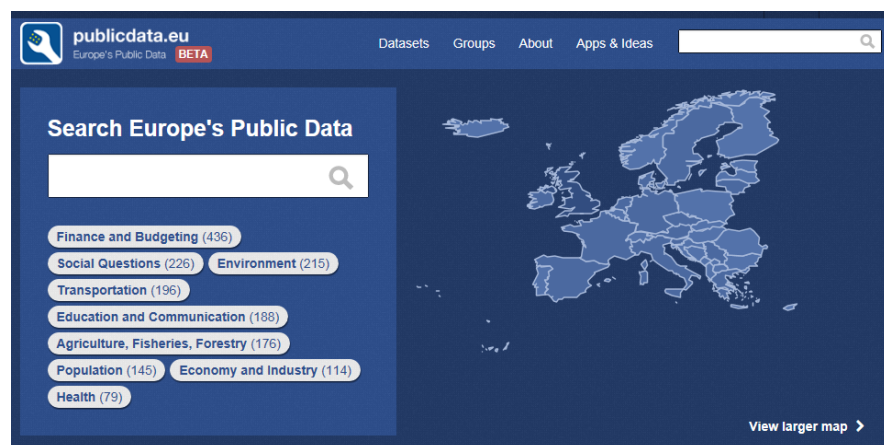 publicdata.eu
Europe's Public Data BETA
Datasets Groups About Apps & Ideas
Search Europe's Public Data
Finance and Budgeting (436)
Social Questions (226) Environment (215)
Transportation (196)
Education and Communication (188)
Agriculture, Fisheries, Forestry (176)
Population (145) Economy and Industry (114)
Health (79)
View larger map